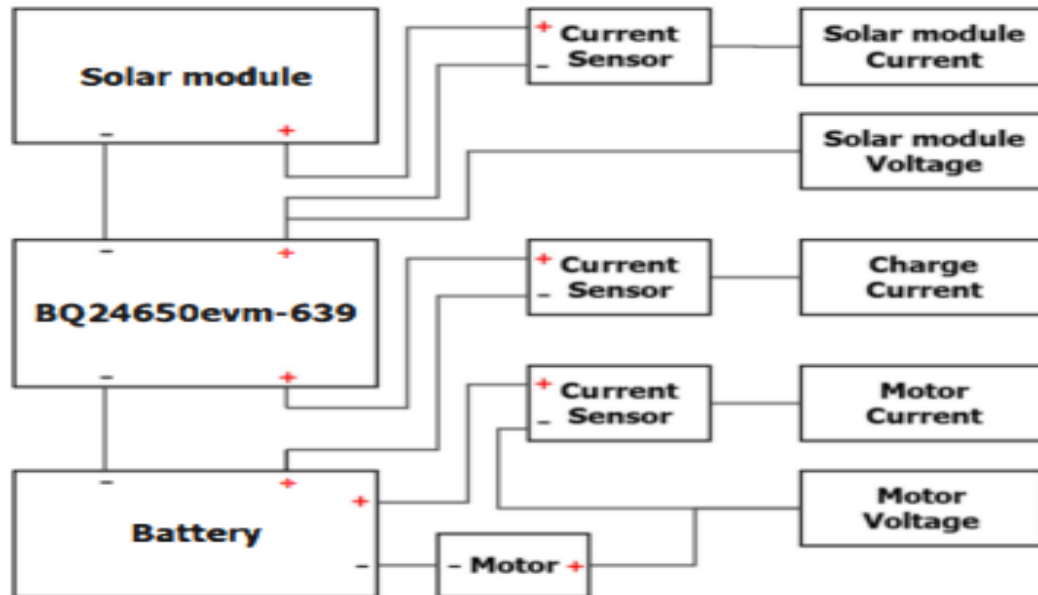 Solar module
- +
+ Current
- Sensor
Solar module
Current
Solar module
Voltage
- +
BQ24650evm-639
- +
+ Current
- Sensor
Charge
Current
+ Current
Sensor
-
Motor
Current
- +
+
Battery
-
- Motor +
Motor
Voltage